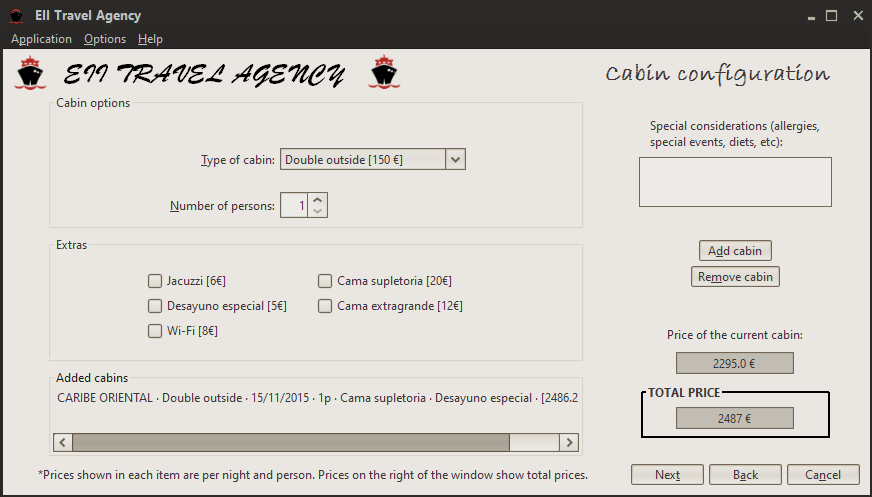 EII Travel Agency
Application Options Help
EII TRAVEL AGENCY
Cabin configuration
Cabin options
Type of cabin: Double outside [150 €]
Number of persons: 1
Special considerations (allergies,
special events, diets, etc):
Extras
Jacuzzi [6€] Cama supletoria [20€]
Desayuno especial [5€] Cama extragrande [12€]
Wi-Fi [8€]
Add cabin
Remove cabin
Price of the current cabin:
2295.0 €
Added cabins
CARIBE ORIENTAL · Double outside · 15/11/2015 · 1p · Cama supletoria · Desayuno especial · [2486.2
TOTAL PRICE
2487 €
*Prices shown in each item are per night and person. Prices on the right of the window show total prices.
Next Back Cancel